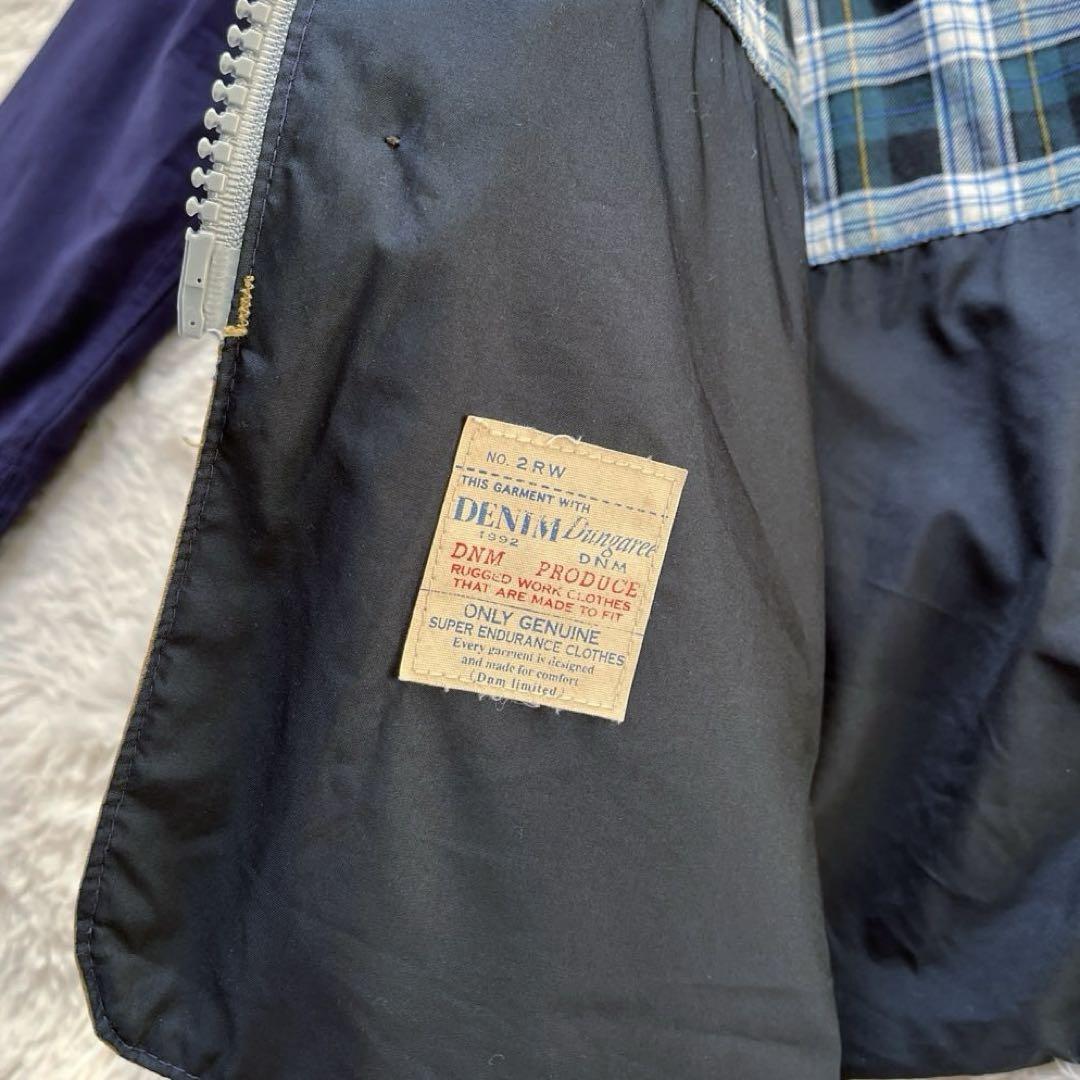 NO. 2RW
THIS GARMENT WITH
DENIM Dungaree
1992 DNM
DNM PRODUCE
RUGGED WORK CLOTHES
THAT ARE MADE TO FIT
ONLY GENUINE
SUPER ENDURANCE CLOTHES
Every garment is designed
and made for comfort
(Dnm limited)